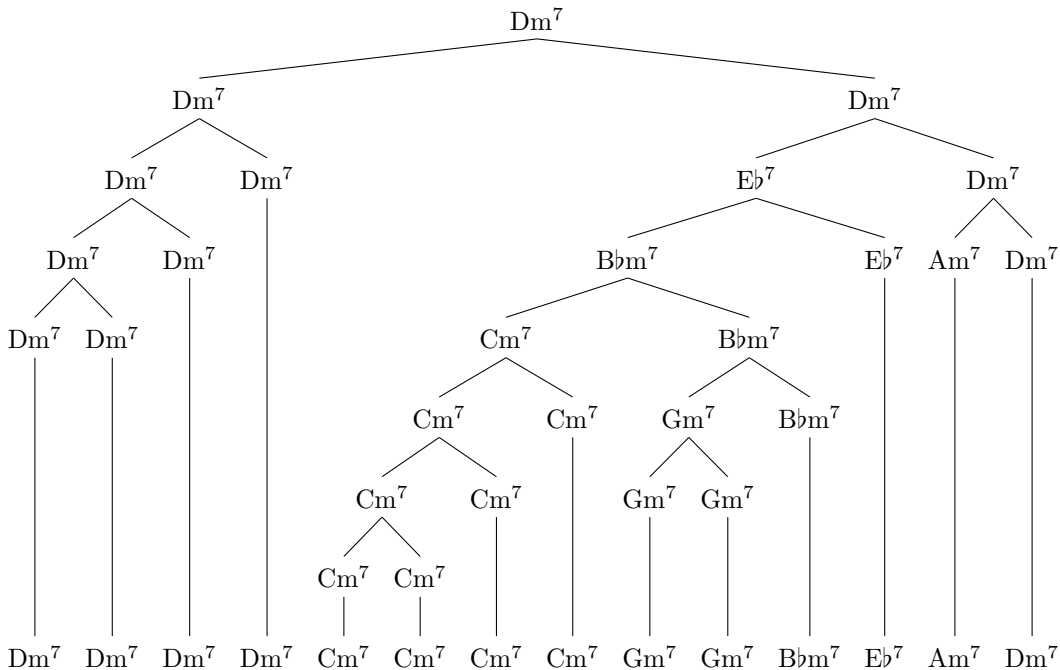 Dm⁷
Dm⁷ Dm⁷
Dm⁷ Dm⁷ E♭⁷ Dm⁷
Dm⁷ Dm⁷ B♭m⁷ E♭⁷ Am⁷ Dm⁷
Dm⁷ Dm⁷ Cm⁷ B♭m⁷
Cm⁷ Cm⁷ Gm⁷ B♭m⁷
Cm⁷ Cm⁷ Gm⁷ Gm⁷
Cm⁷ Cm⁷
Dm⁷ Dm⁷ Dm⁷ Dm⁷ Cm⁷ Cm⁷ Cm⁷ Cm⁷ Gm⁷ Gm⁷ B♭m⁷ E♭⁷ Am⁷ Dm⁷